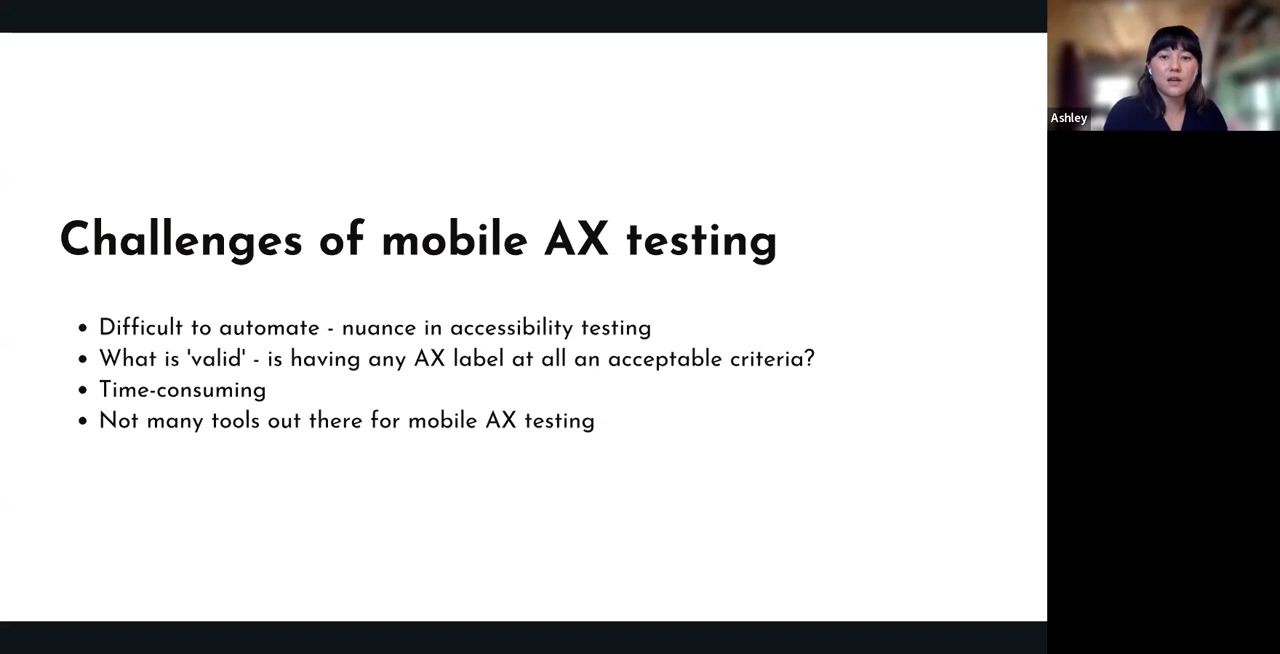 Challenges of mobile AX testing
Difficult to automate - nuance in accessibility testing
What is 'valid' - is having any AX label at all an acceptable criteria?
Time-consuming
Not many tools out there for mobile AX testing
Ashley